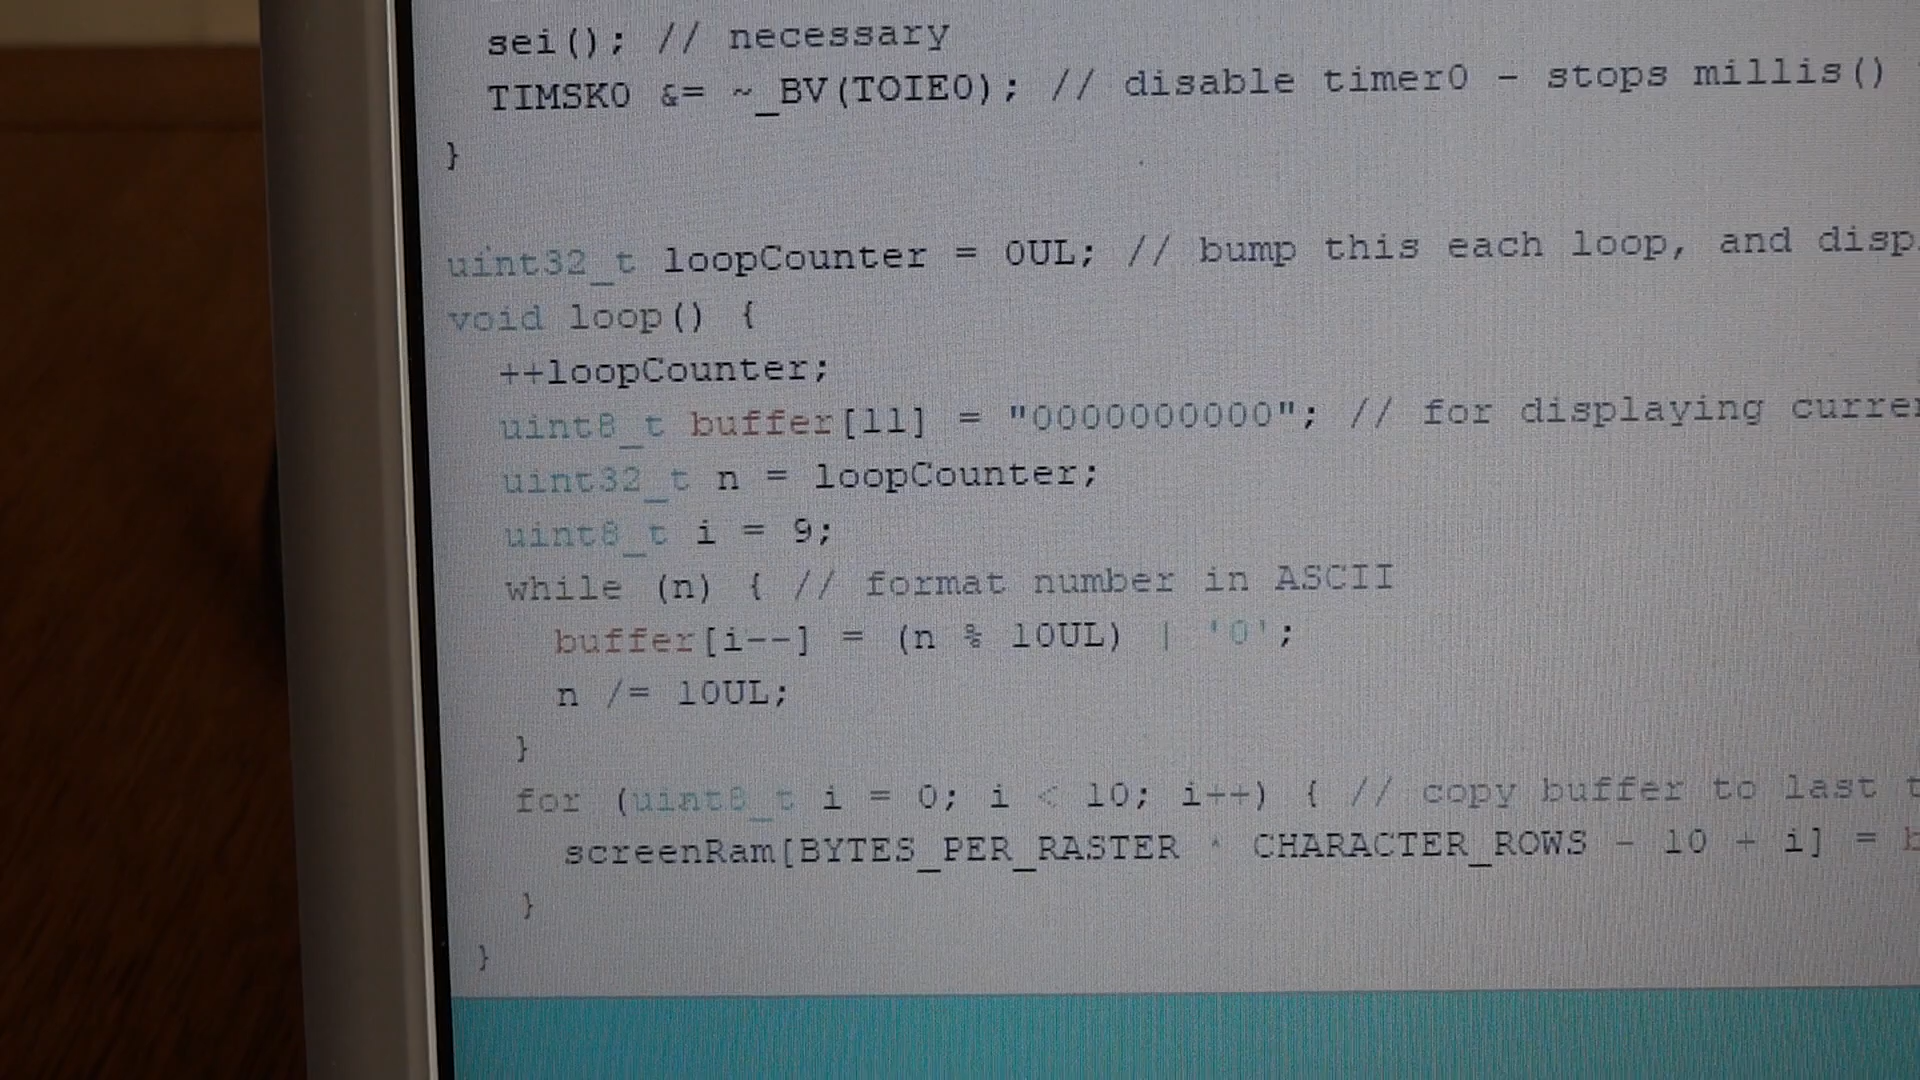 sei(); // necessary
TIMSK0 &= ~_BV(TOIE0); // disable timer0 - stops millis()
}
uint32_t loopCounter = 0UL; // bump this each loop, and disp
void loop() {
++loopCounter;
uint8_t buffer[11] = "0000000000"; // for displaying curre
uint32_t n = loopCounter;
uint8_t i = 9;
while (n) { // format number in ASCII
buffer[i--] = (n % 10UL) | '0';
n /= 10UL;
}
for (uint8_t i = 0; i < 10; i++) { // copy buffer to last t
screenRam[BYTES_PER_RASTER * CHARACTER_ROWS - 10 + i] = b
}
}